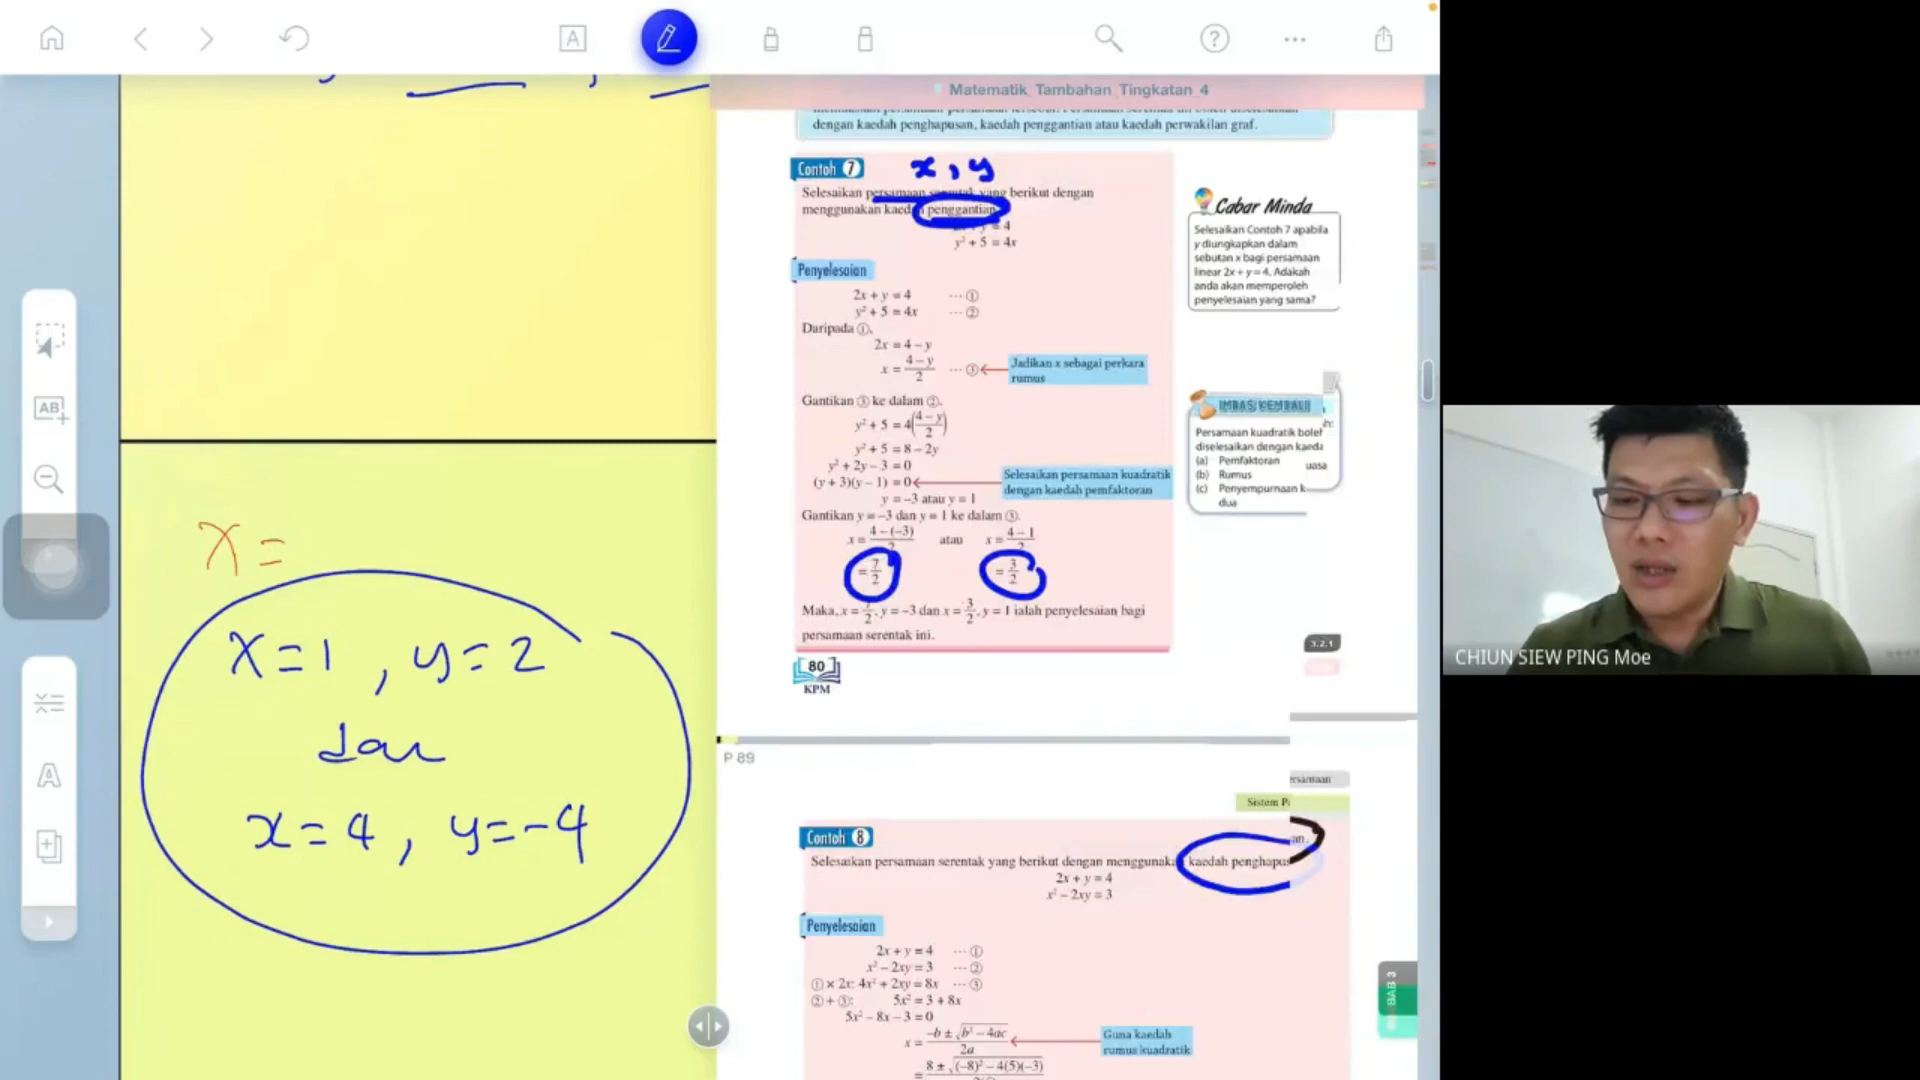 A
Matematik_Tambahan_Tingkatan_4
dengan kaedah penghapusan, kaedah penggantian atau kaedah perwakilan graf.
Contoh 7
x, y
Selesaikan persamaan serentak yang berikut dengan
menggunakan kaedah penggantian
= 4
y² + 5 = 4x
Penyelesaian
2x + y = 4 ... ①
y² + 5 = 4x ... ②
Daripada ①,
2x = 4 – y
x = (4 – y)/2 ... ③
Jadikan x sebagai perkara
rumus
Gantikan ③ ke dalam ②.
y² + 5 = 4((4 – y)/2)
y² + 5 = 8 – 2y
y² + 2y – 3 = 0
(y + 3)(y – 1) = 0
Selesaikan persamaan kuadratik
dengan kaedah pemfaktoran
y = –3 atau y = 1
Gantikan y = –3 dan y = 1 ke dalam ③.
x = (4 – (–3))/2 atau x = (4 – 1)/2
= 7/2 = 3/2
Maka, x = 7/2, y = –3 dan x = 3/2, y = 1 ialah penyelesaian bagi
persamaan serentak ini.
80
KPM
Cabar Minda
Selesaikan Contoh 7 apabila
y diungkapkan dalam
sebutan x bagi persamaan
linear 2x + y = 4. Adakah
anda akan memperoleh
penyelesaian yang sama?
IMBAS KEMBALI
Persamaan kuadratik boleh
diselesaikan dengan kaeda
(a) Pemfaktoran
(b) Rumus
(c) Penyempurnaan k
uasa
dua
3.2.1
x =
x = 1 , y = 2
dan
x = 4 , y = -4
P 89
ersamaan
Sistem P
Contoh 8
an.
Selesaikan persamaan serentak yang berikut dengan menggunakan kaedah penghapus
2x + y = 4
x² – 2xy = 3
Penyelesaian
2x + y = 4 ... ①
x² – 2xy = 3 ... ②
① × 2x: 4x² + 2xy = 8x ... ③
② + ③: 5x² = 3 + 8x
5x² – 8x – 3 = 0
x = (–b ± √(b² – 4ac))/2a
Guna kaedah
rumus kuadratik
= 8 ± √((–8)² – 4(5)(–3))
BAB 3
AB
A
CHIUN SIEW PING Moe